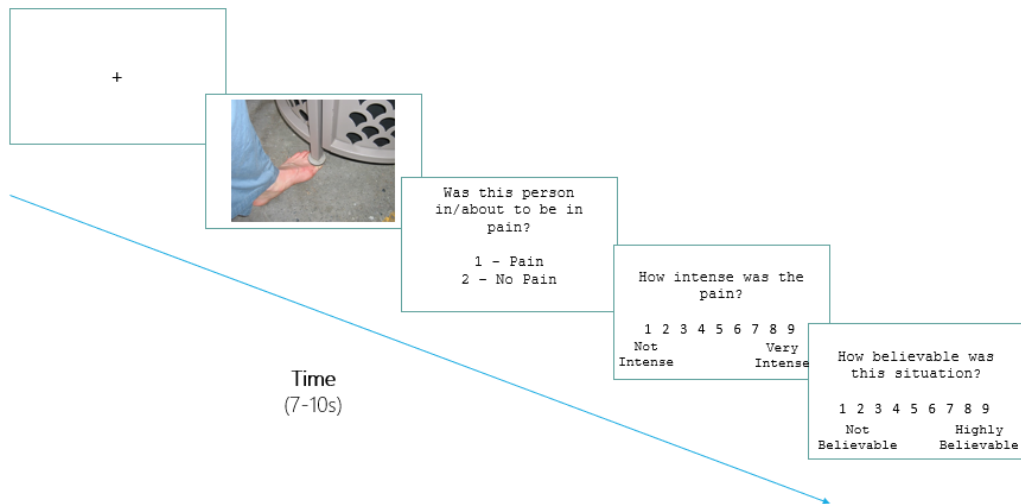 +
Was this person
in/about to be in
pain?
1 – Pain
2 – No Pain
How intense was the
pain?
1 2 3 4 5 6 7 8 9
Not
Intense
Very
Intense
How believable was
this situation?
1 2 3 4 5 6 7 8 9
Not
Believable
Highly
Believable
Time
(7-10s)